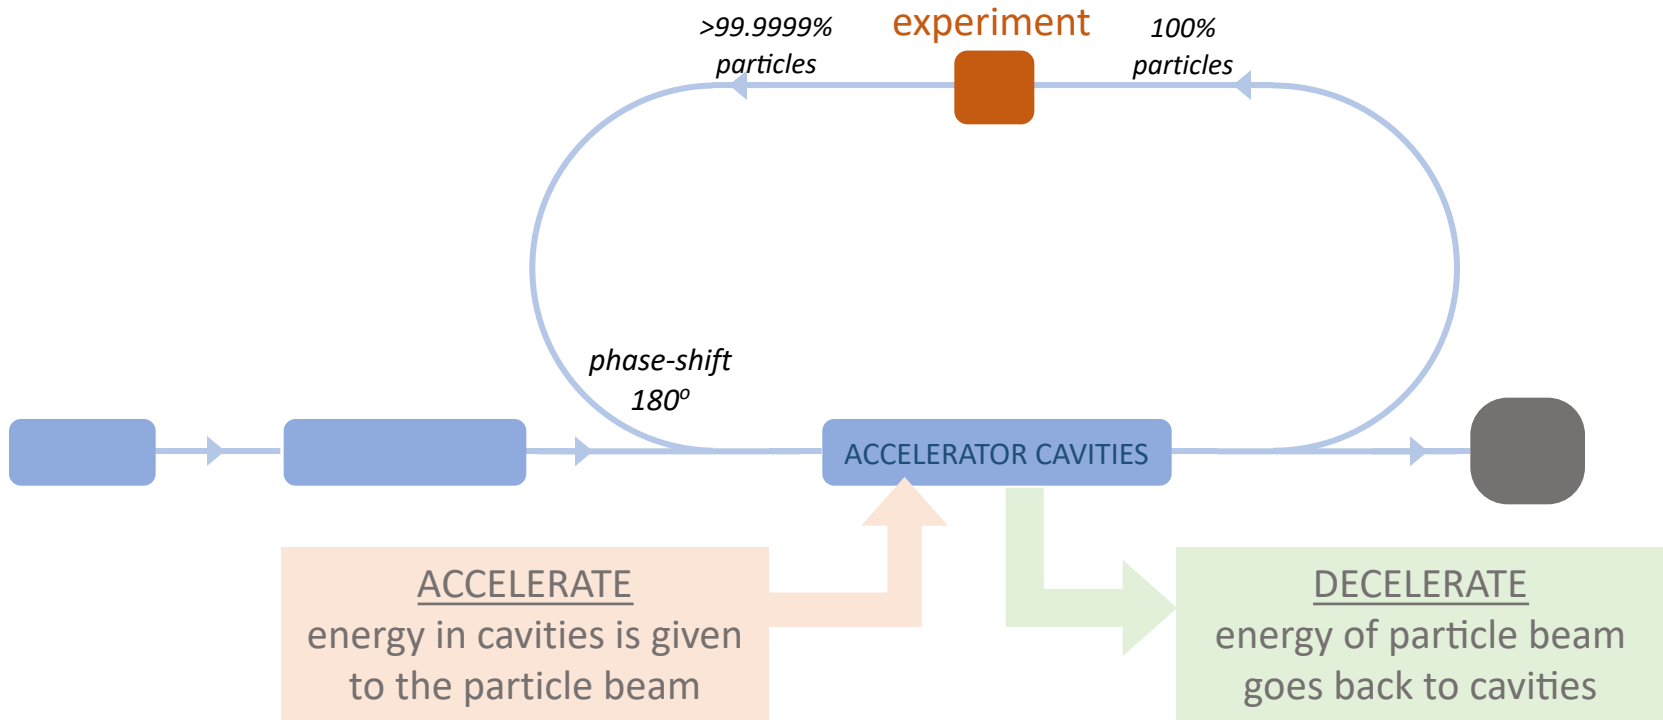 >99.9999%
particles
experiment
100%
particles
phase-shift
180º
ACCELERATOR CAVITIES
ACCELERATE
energy in cavities is given
to the particle beam
DECELERATE
energy of particle beam
goes back to cavities